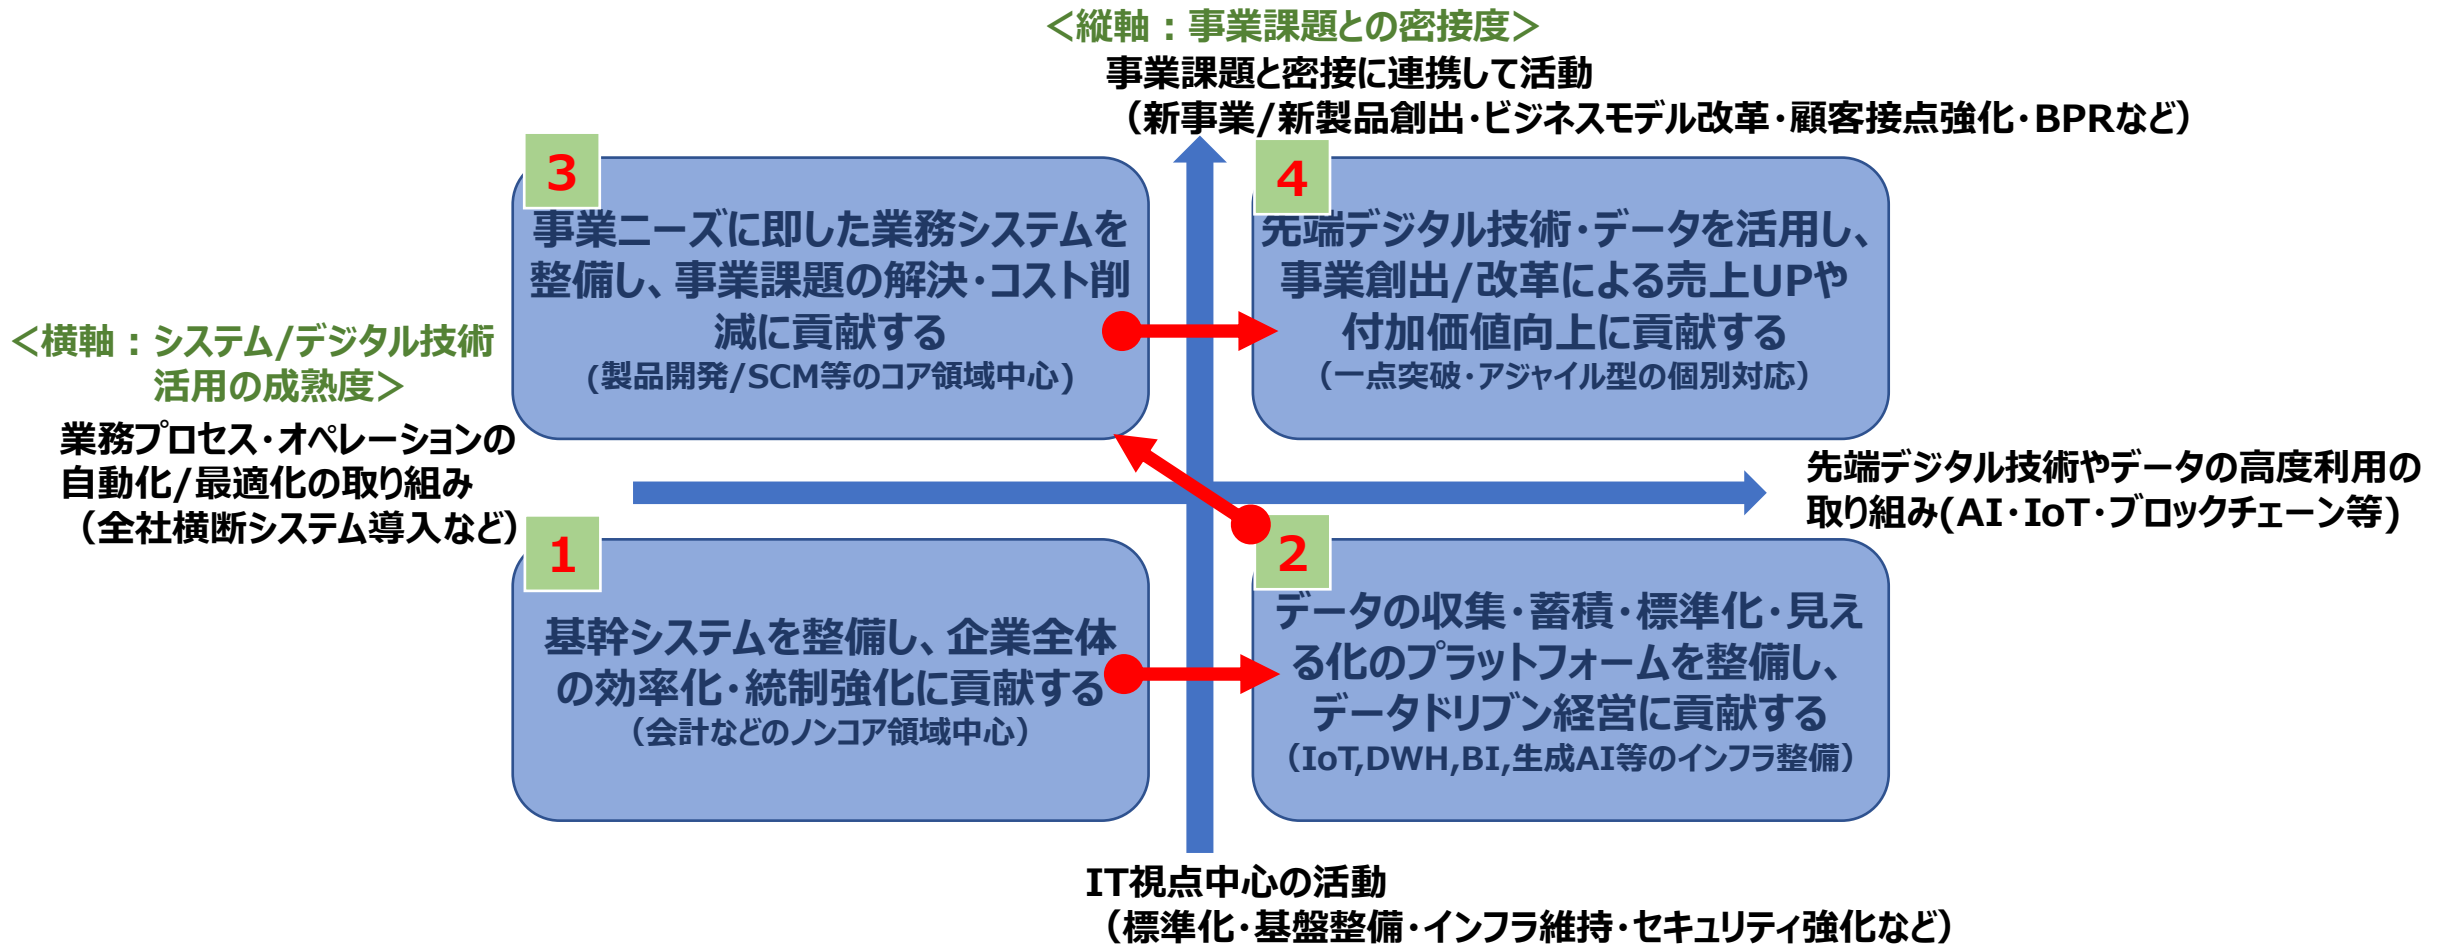 ＜縦軸：事業課題との密接度＞
事業課題と密接に連携して活動
（新事業/新製品創出・ビジネスモデル改革・顧客接点強化・BPRなど）
3
事業ニーズに即した業務システムを
整備し、事業課題の解決・コスト削
減に貢献する
(製品開発/SCM等のコア領域中心)
4
先端デジタル技術・データを活用し、
事業創出/改革による売上UPや
付加価値向上に貢献する
（一点突破・アジャイル型の個別対応）
＜横軸：システム/デジタル技術
活用の成熟度＞
業務プロセス・オペレーションの
自動化/最適化の取り組み
（全社横断システム導入など）
先端デジタル技術やデータの高度利用の
取り組み(AI・IoT・ブロックチェーン等)
1
基幹システムを整備し、企業全体
の効率化・統制強化に貢献する
（会計などのノンコア領域中心）
2
データの収集・蓄積・標準化・見え
る化のプラットフォームを整備し、
データドリブン経営に貢献する
（IoT,DWH,BI,生成AI等のインフラ整備）
IT視点中心の活動
（標準化・基盤整備・インフラ維持・セキュリティ強化など）